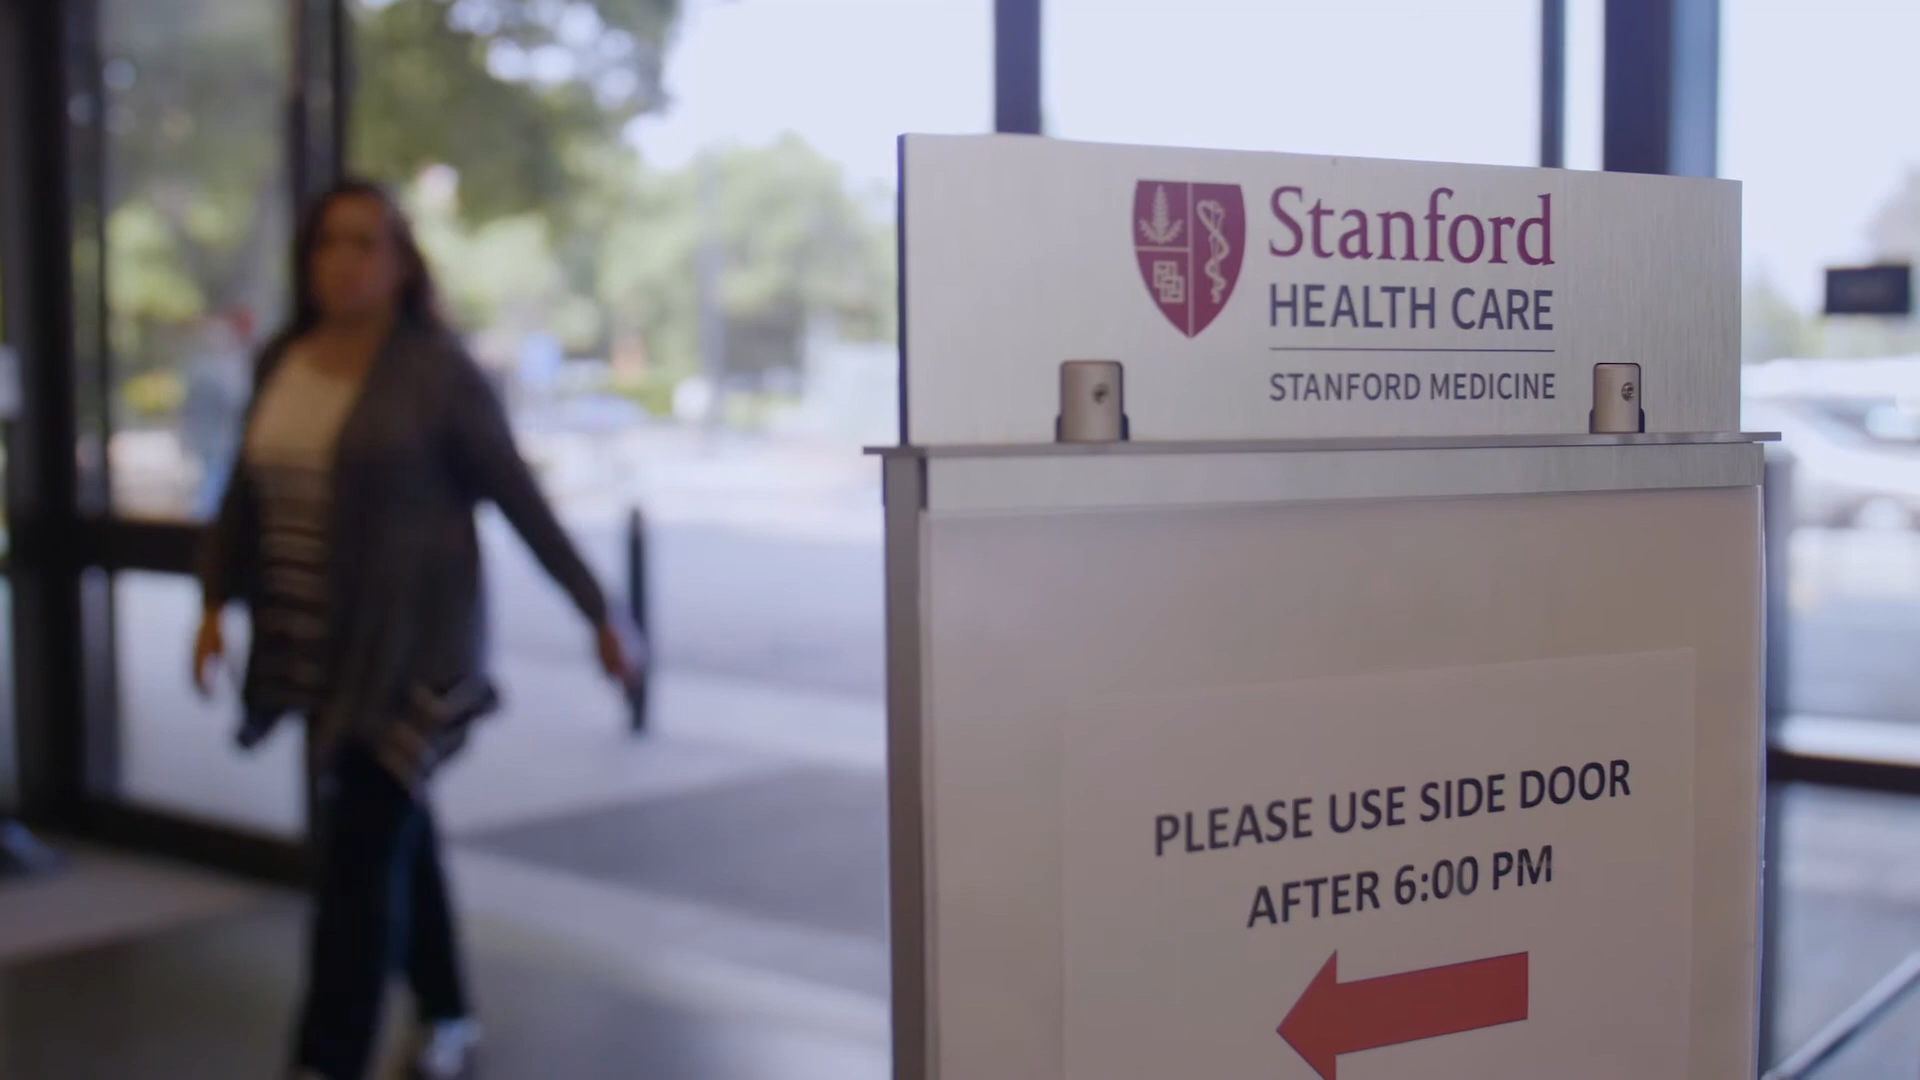 Stanford
HEALTH CARE
STANFORD MEDICINE
PLEASE USE SIDE DOOR
AFTER 6:00 PM